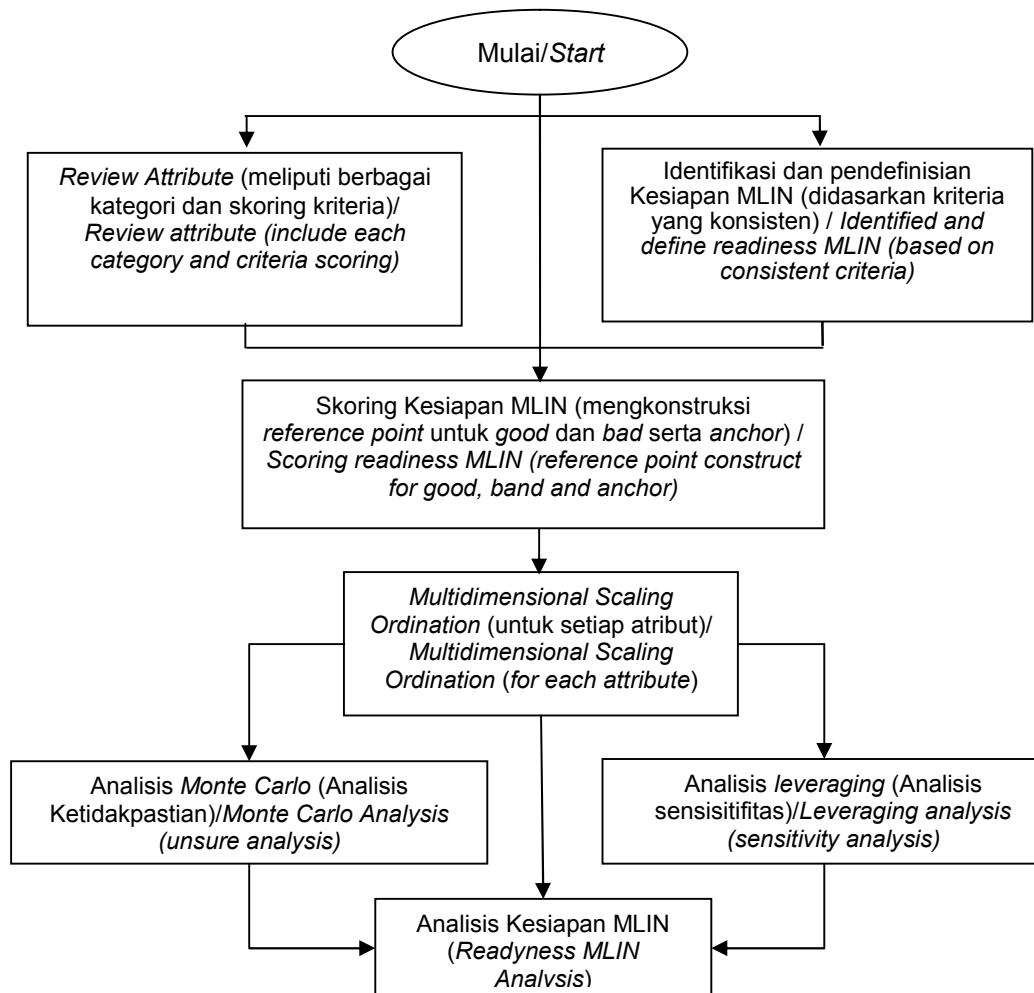 Mulai/Start
Review Attribute (meliputi berbagai
kategori dan skoring kriteria)/
Review attribute (include each
category and criteria scoring)
Identifikasi dan pendefinisian
Kesiapan MLIN (didasarkan kriteria
yang konsisten) / Identified and
define readiness MLIN (based on
consistent criteria)
Skoring Kesiapan MLIN (mengkonstruksi
reference point untuk good dan bad serta anchor) /
Scoring readiness MLIN (reference point construct
for good, band and anchor)
Multidimensional Scaling
Ordination (untuk setiap atribut)/
Multidimensional Scaling
Ordination (for each attribute)
Analisis Monte Carlo (Analisis
Ketidakpastian)/Monte Carlo Analysis
(unsure analysis)
Analisis leveraging (Analisis
sensisitifitas)/Leveraging analysis
(sensitivity analysis)
Analisis Kesiapan MLIN
(Readyness MLIN
Analysis)